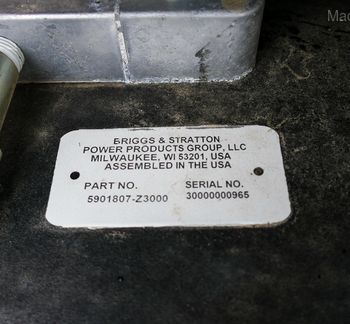 Mac
BRIGGS & STRATTON
POWER PRODUCTS GROUP, LLC
MILWAUKEE, WI 53201, USA
ASSEMBLED IN THE USA
PART NO. SERIAL NO.
5901807-Z3000 30000000965